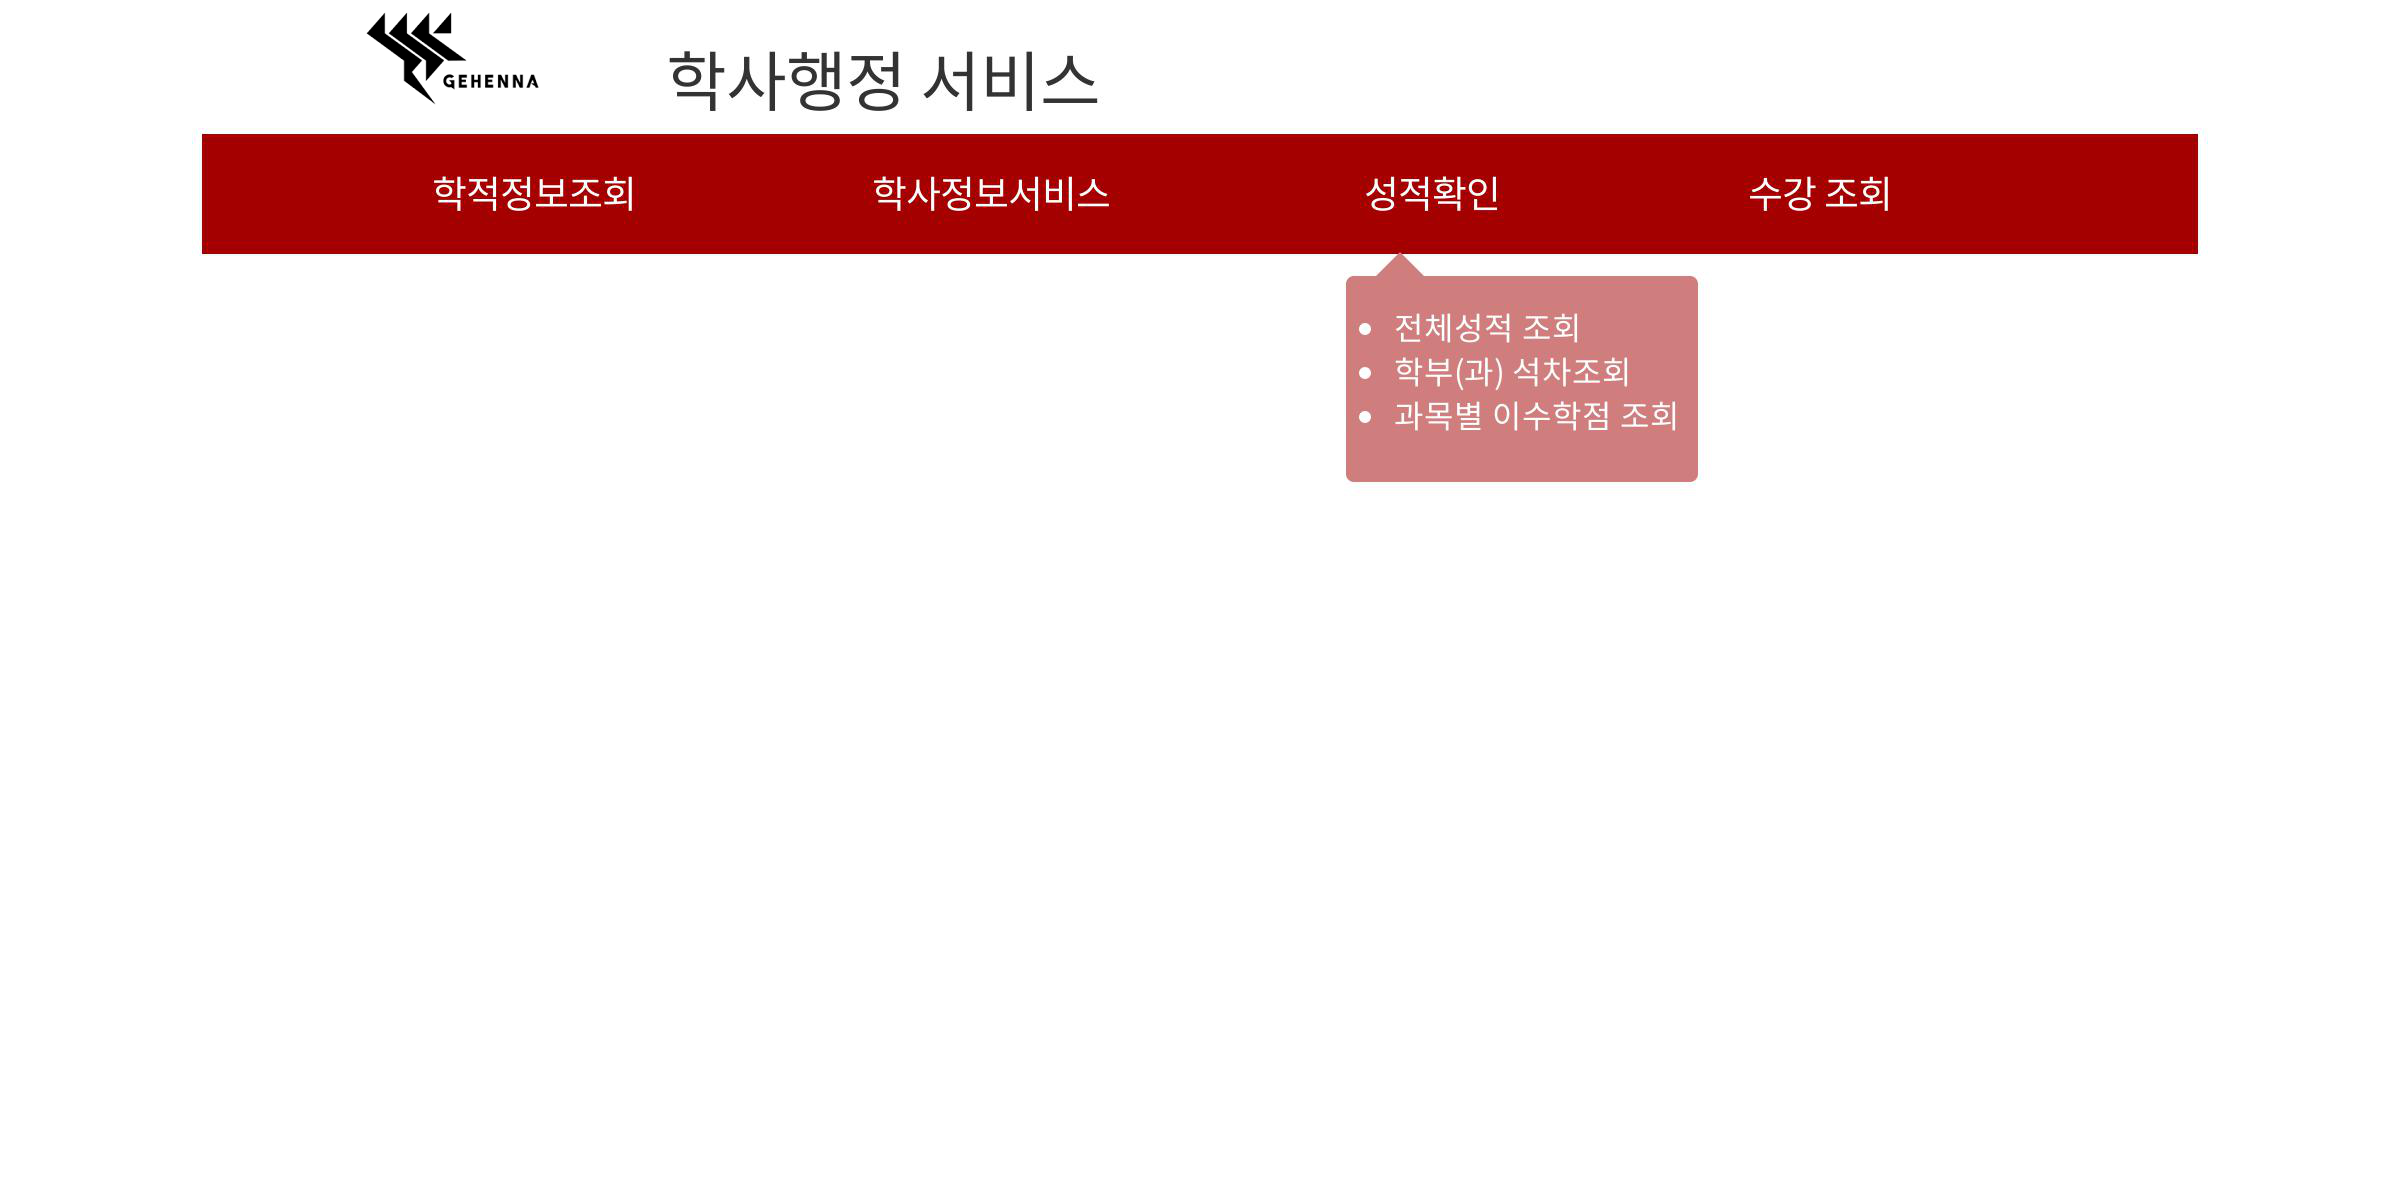 GEHENNA
학사행정 서비스
학적정보조회 학사정보서비스 성적확인 수강 조회
전체성적 조회
학부(과) 석차조회
과목별 이수학점 조회